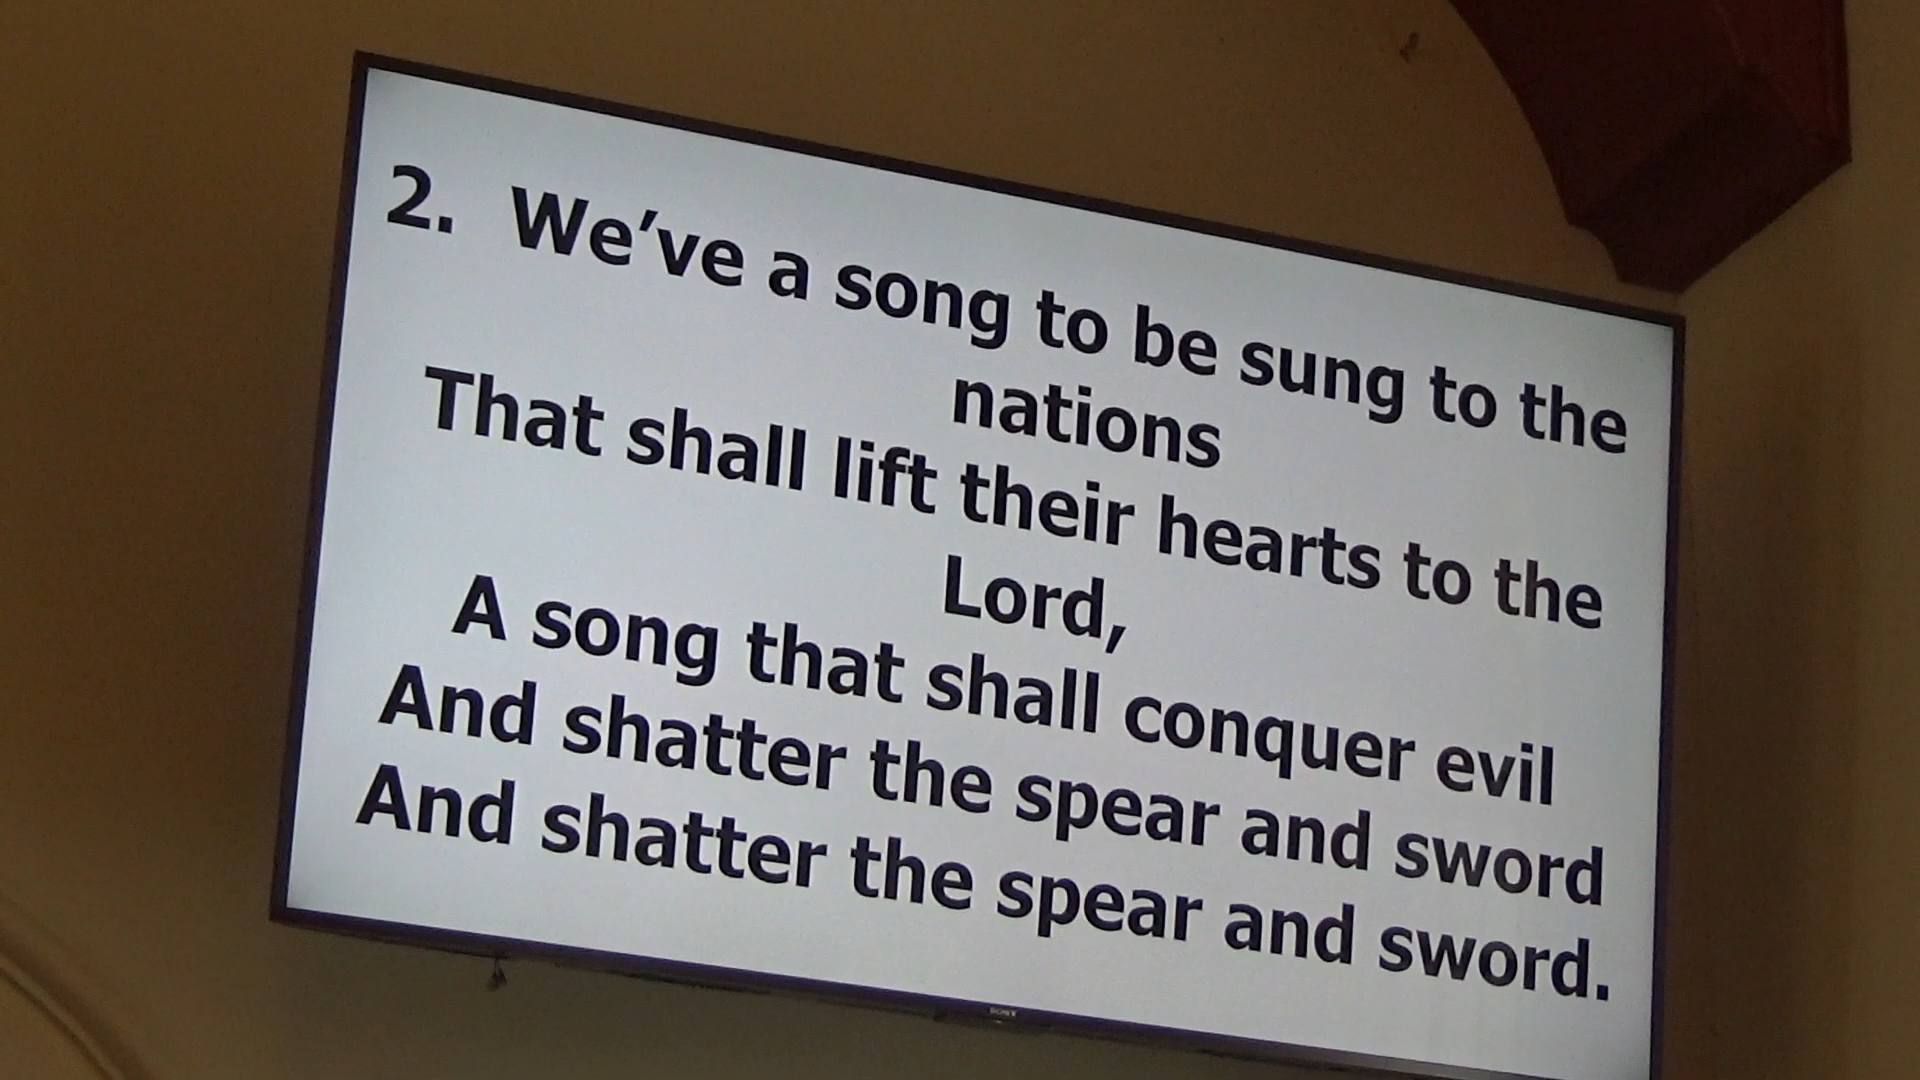 2. We've a song to be sung to the
nations
That shall lift their hearts to the
Lord,
A song that shall conquer evil
And shatter the spear and sword
And shatter the spear and sword.
SONY